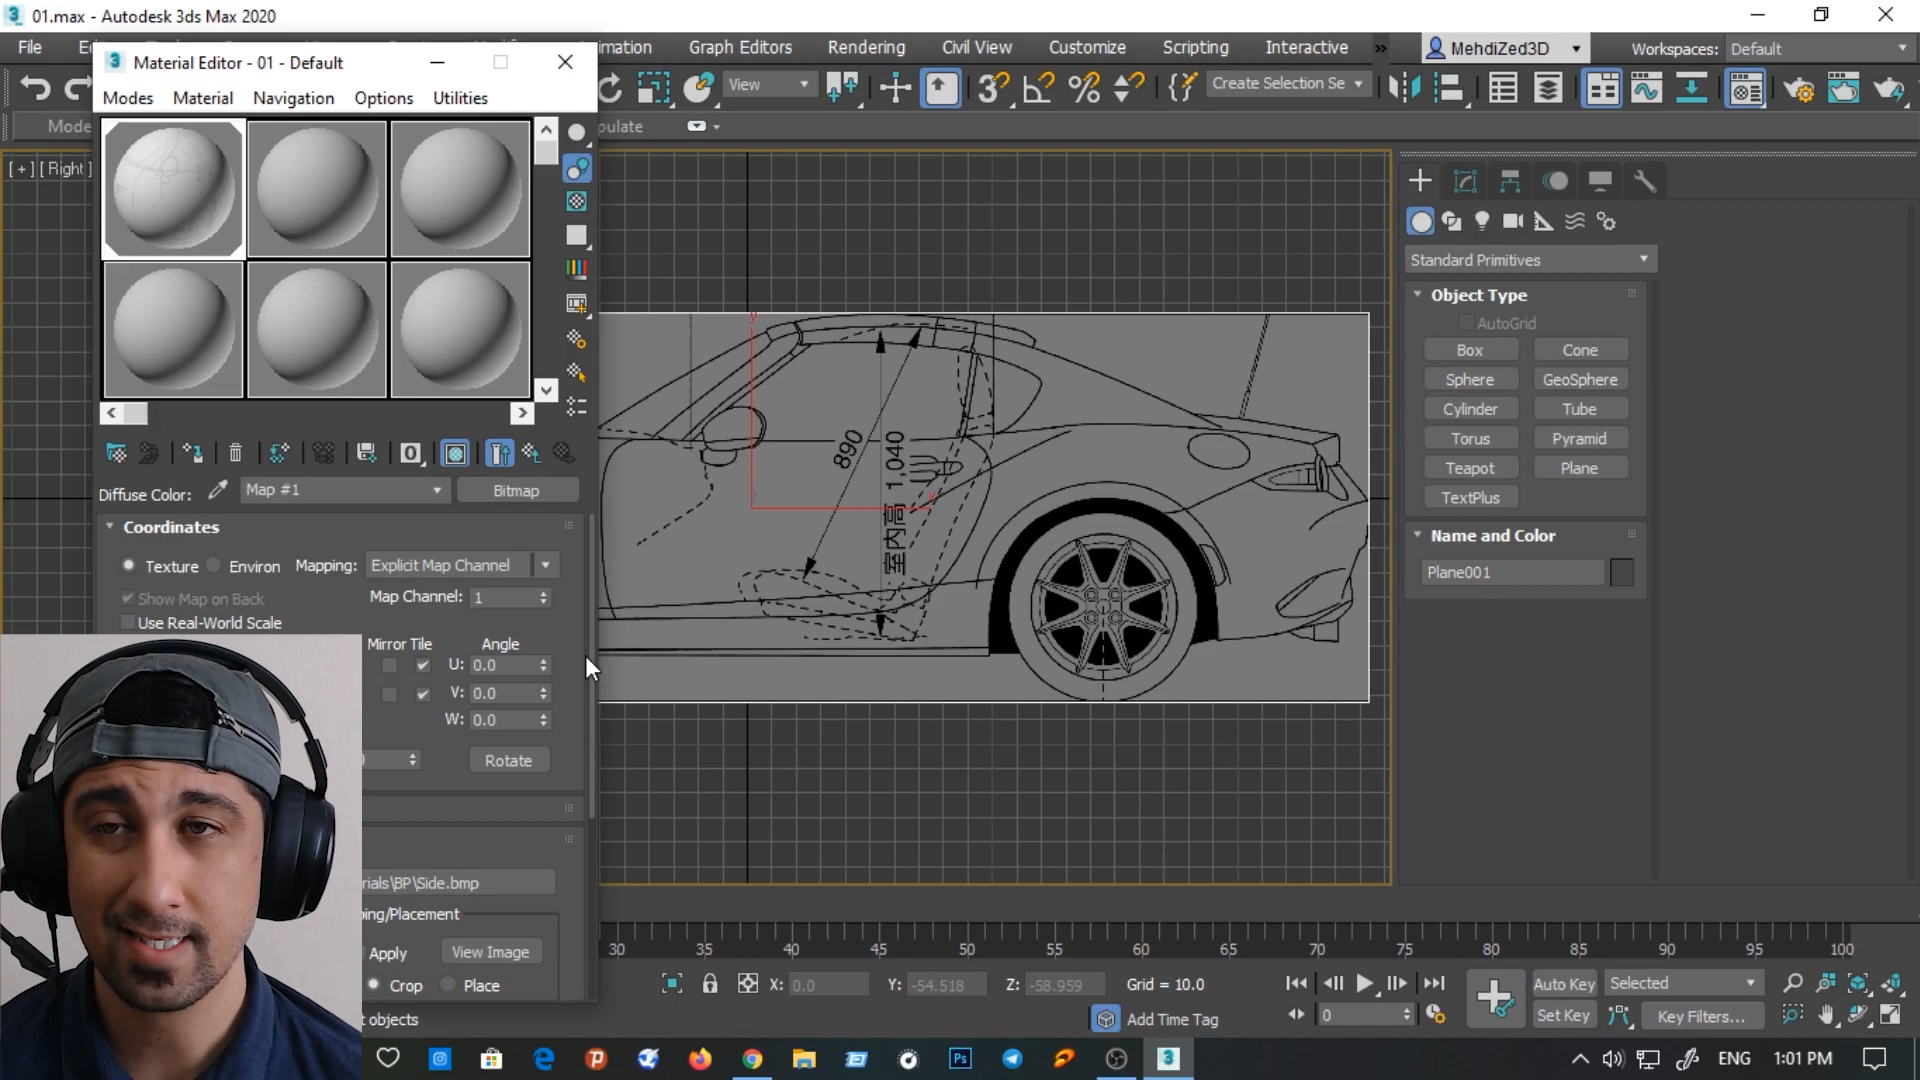 01.max - Autodesk 3ds Max 2020
File
Graph Editors
Rendering
Civil View
Customize
Scripting
Interactive
MehdiZed3D
Workspaces: Default
Material Editor - 01 - Default
Modes
Material
Navigation
Options
Utilities
View
Create Selection Se
[ + ] [ Right ]
Standard Primitives
Object Type
AutoGrid
Box
Cone
Sphere
GeoSphere
Cylinder
Tube
Torus
Pyramid
Teapot
Plane
TextPlus
Name and Color
Plane001
Diffuse Color:
Map #1
Bitmap
Coordinates
Texture
Environ
Mapping:
Explicit Map Channel
Show Map on Back
Map Channel: 1
Use Real-World Scale
Mirror Tile
Angle
U: 0.0
V: 0.0
W: 0.0
Rotate
rials\BP\Side.bmp
ing/Placement
Apply
View Image
Crop
Place
objects
890
室内高 1,040
y
x
30 35 40 45 50 55 60 65 70 75 80 85 90 95 100
X: 0.0
Y: -54.518
Z: -58.959
Grid = 10.0
Add Time Tag
0
Auto Key
Selected
Set Key
Key Filters...
Ps
ENG
1:01 PM